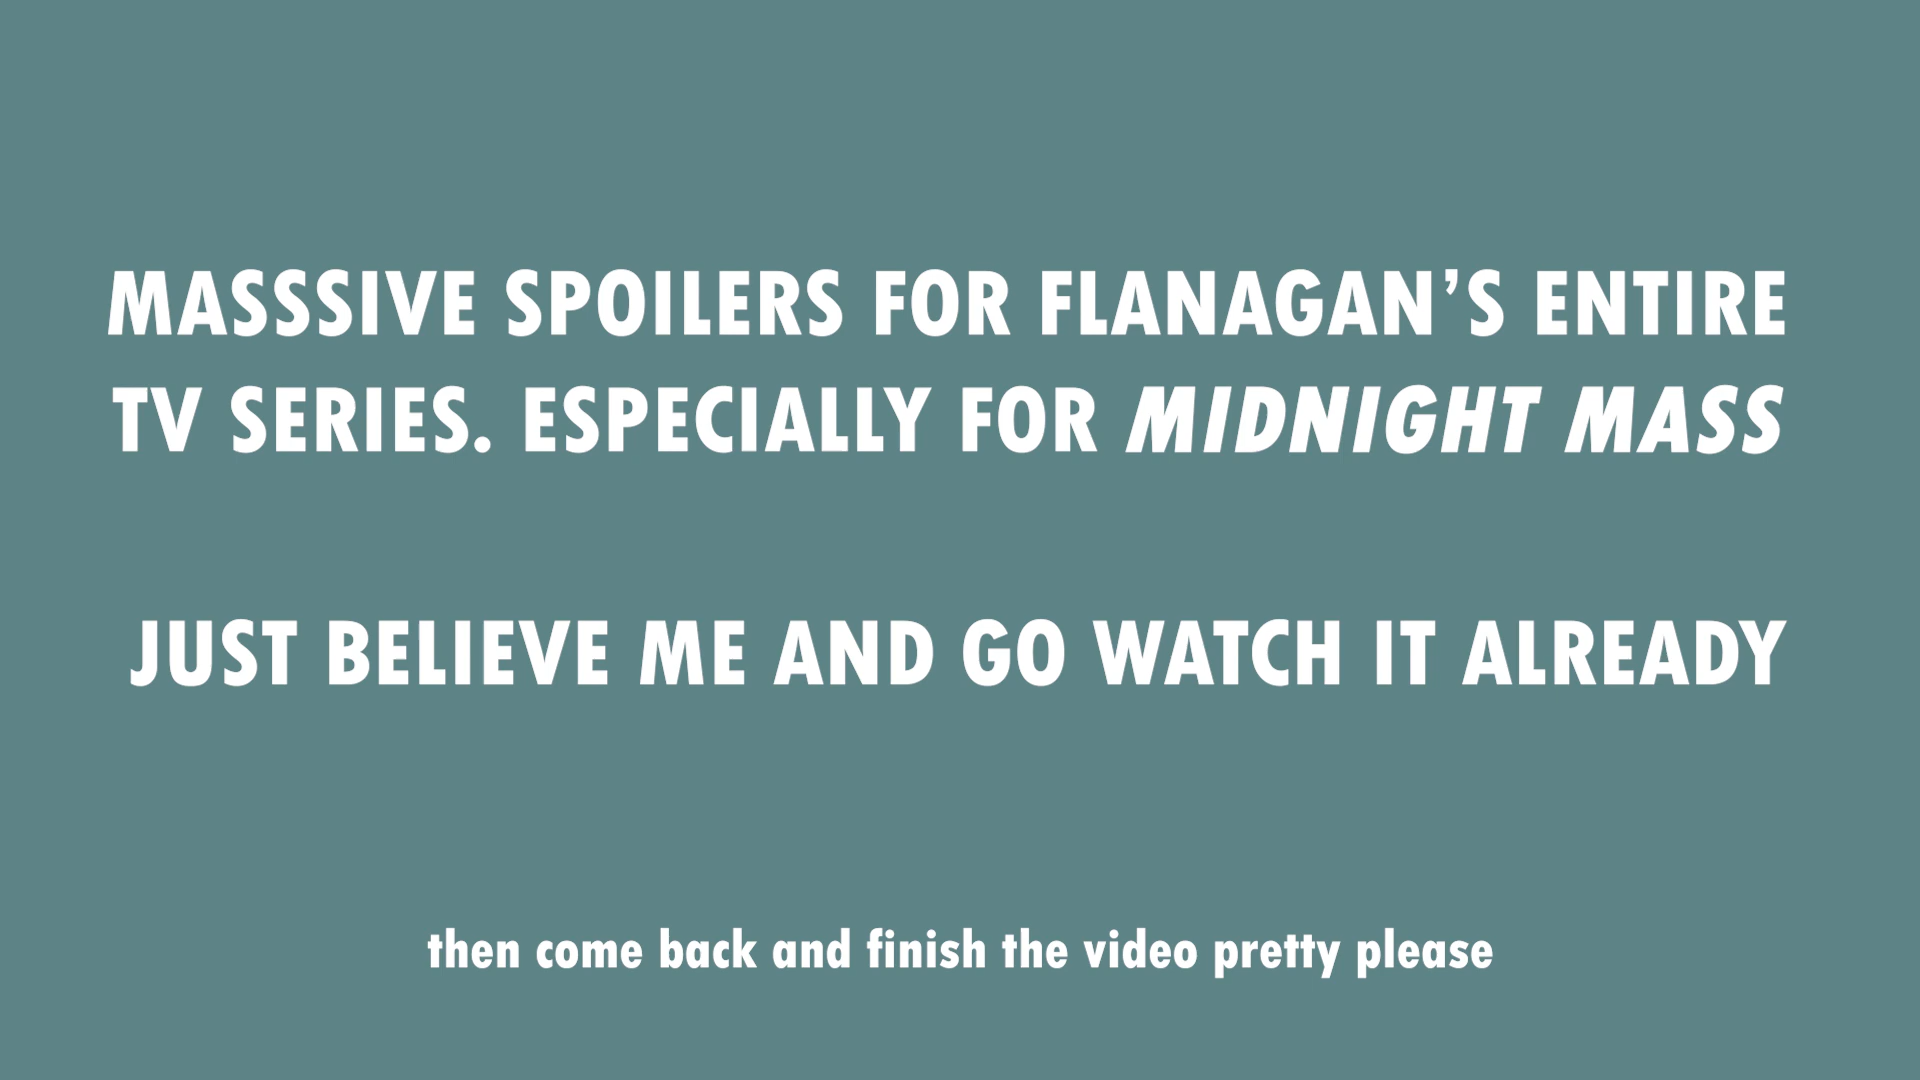 MASSSIVE SPOILERS FOR FLANAGAN’S ENTIRE
TV SERIES. ESPECIALLY FOR MIDNIGHT MASS
JUST BELIEVE ME AND GO WATCH IT ALREADY
then come back and finish the video pretty please